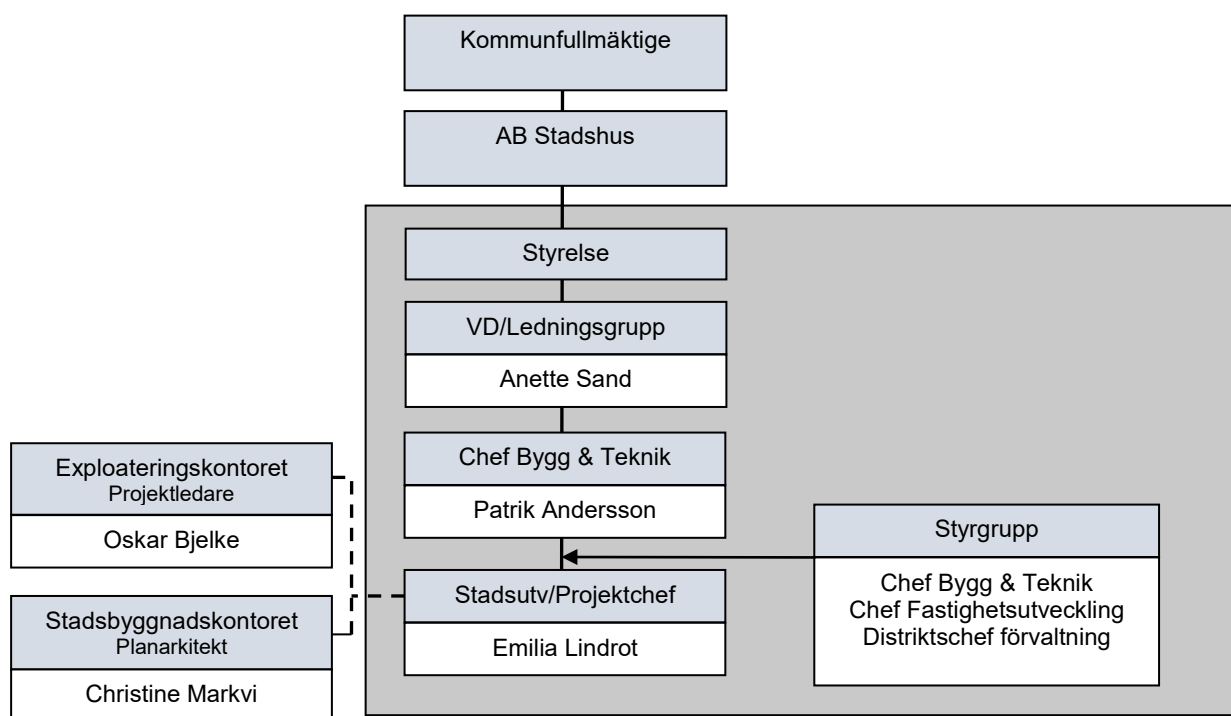 Kommunfullmäktige
AB Stadshus
Styrelse
VD/Ledningsgrupp
Anette Sand
Chef Bygg & Teknik
Patrik Andersson
Exploateringskontoret
Projektledare
Oskar Bjelke
Styrgrupp
Chef Bygg & Teknik
Chef Fastighetsutveckling
Distriktschef förvaltning
Stadsutv/Projektchef
Emilia Lindrot
Stadsbyggnadskontoret
Planarkitekt
Christine Markvi